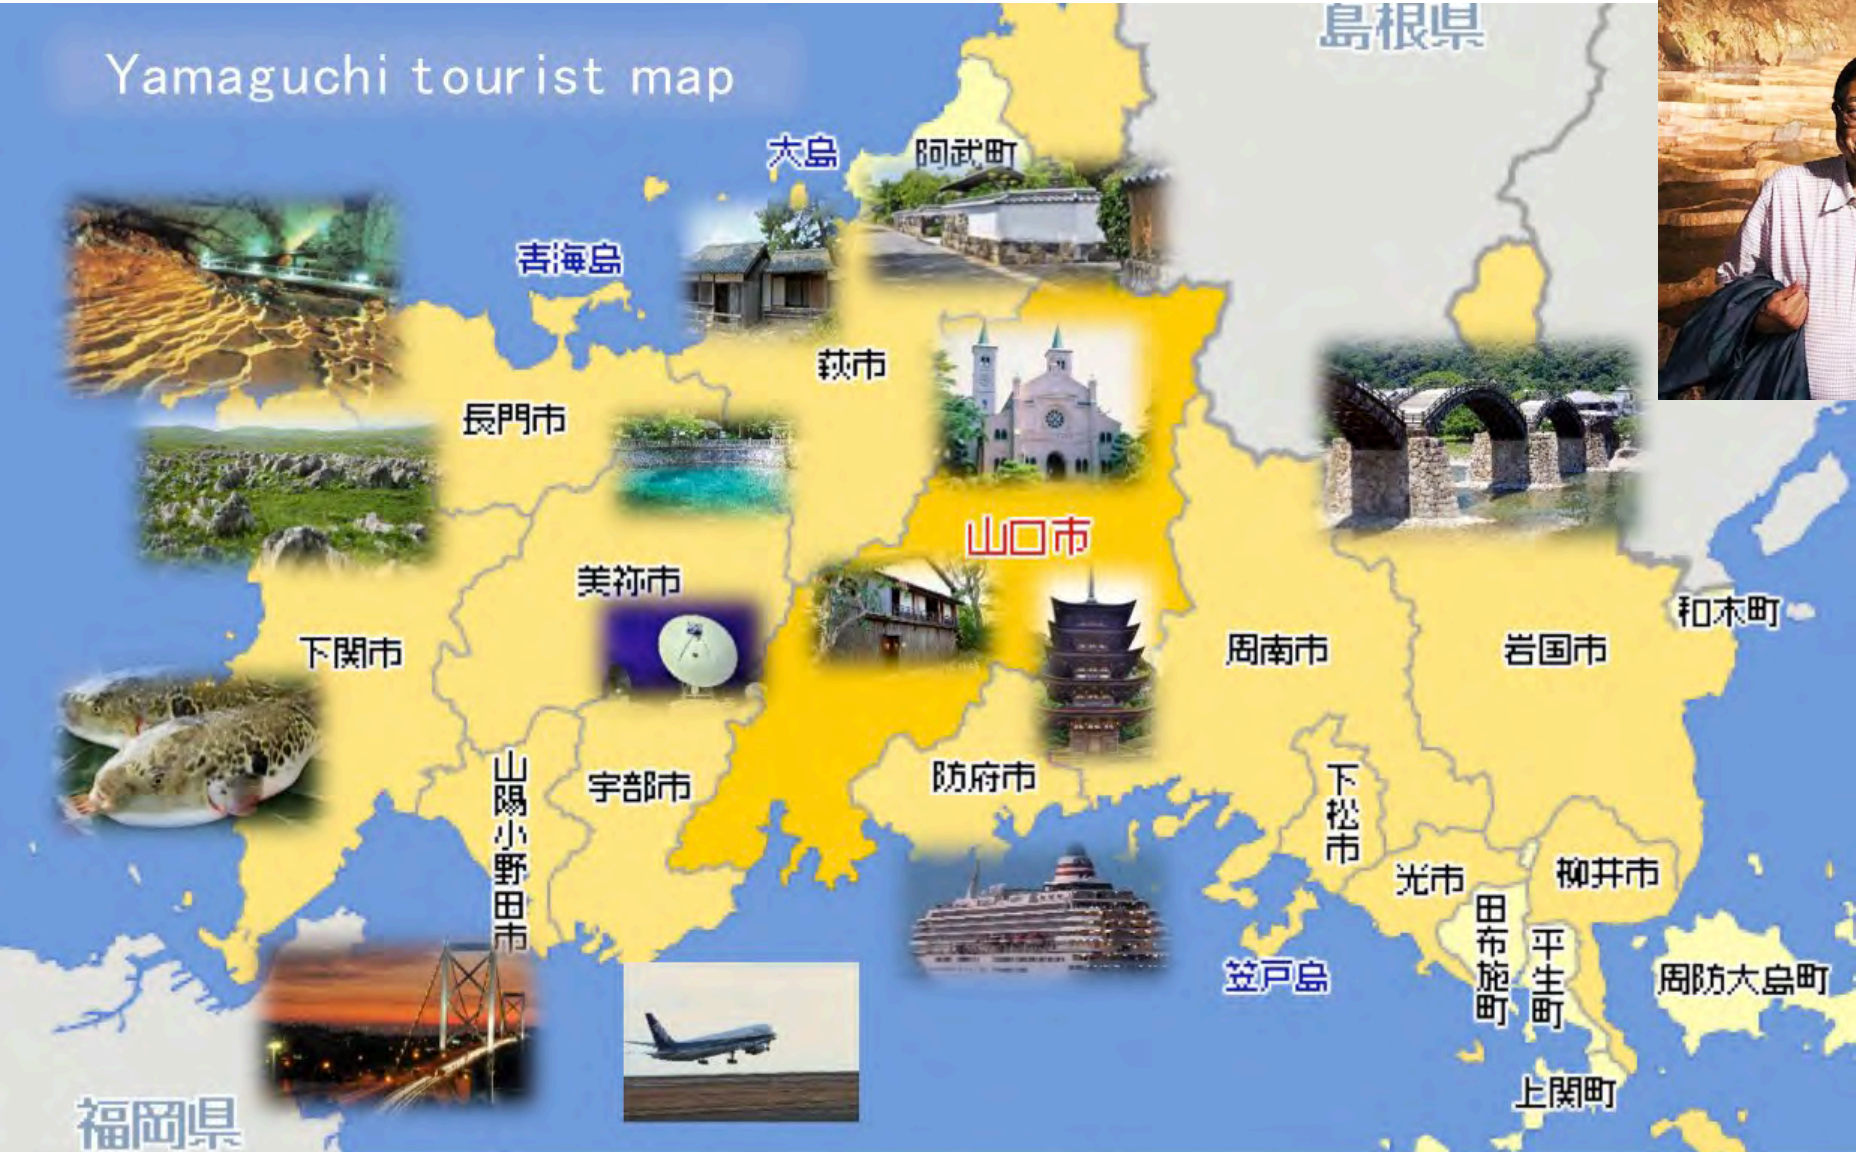 Yamaguchi tourist map
島根県
大島
阿武町
青海島
萩市
長門市
山口市
美祢市
和木町
下関市
周南市
岩国市
山陽小野田市
宇部市
防府市
下松市
光市
柳井市
田布施町
平生町
笠戸島
周防大島町
上関町
福岡県